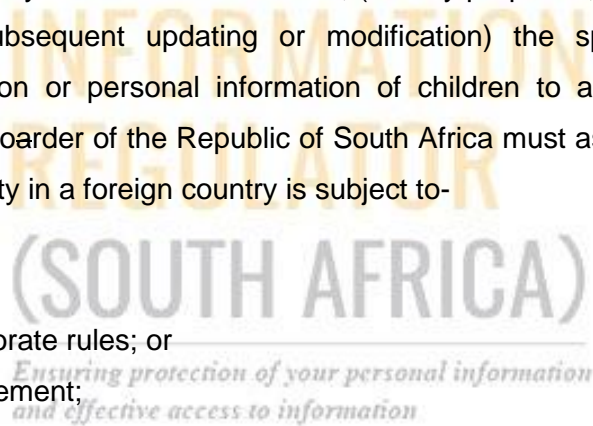 ubsequent updating or modification) the sp
on or personal information of children to a
oarder of the Republic of South Africa must as
ty in a foreign country is subject to-
INFORMATION
REGULATOR
(SOUTH AFRICA)
orate rules; or
Ensuring protection of your personal information
ement;
and effective access to information